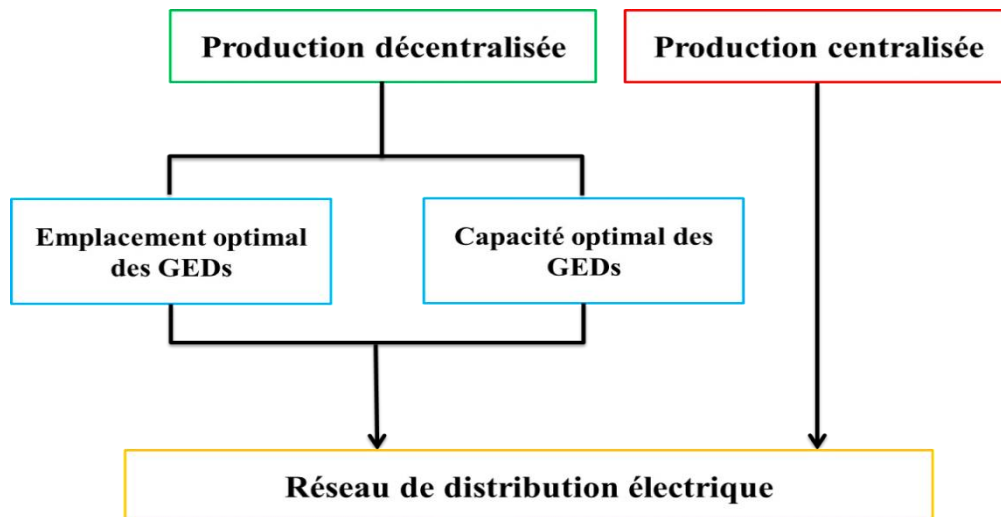 Production décentralisée
Production centralisée
Emplacement optimal
des GEDs
Capacité optimal des
GEDs
Réseau de distribution électrique